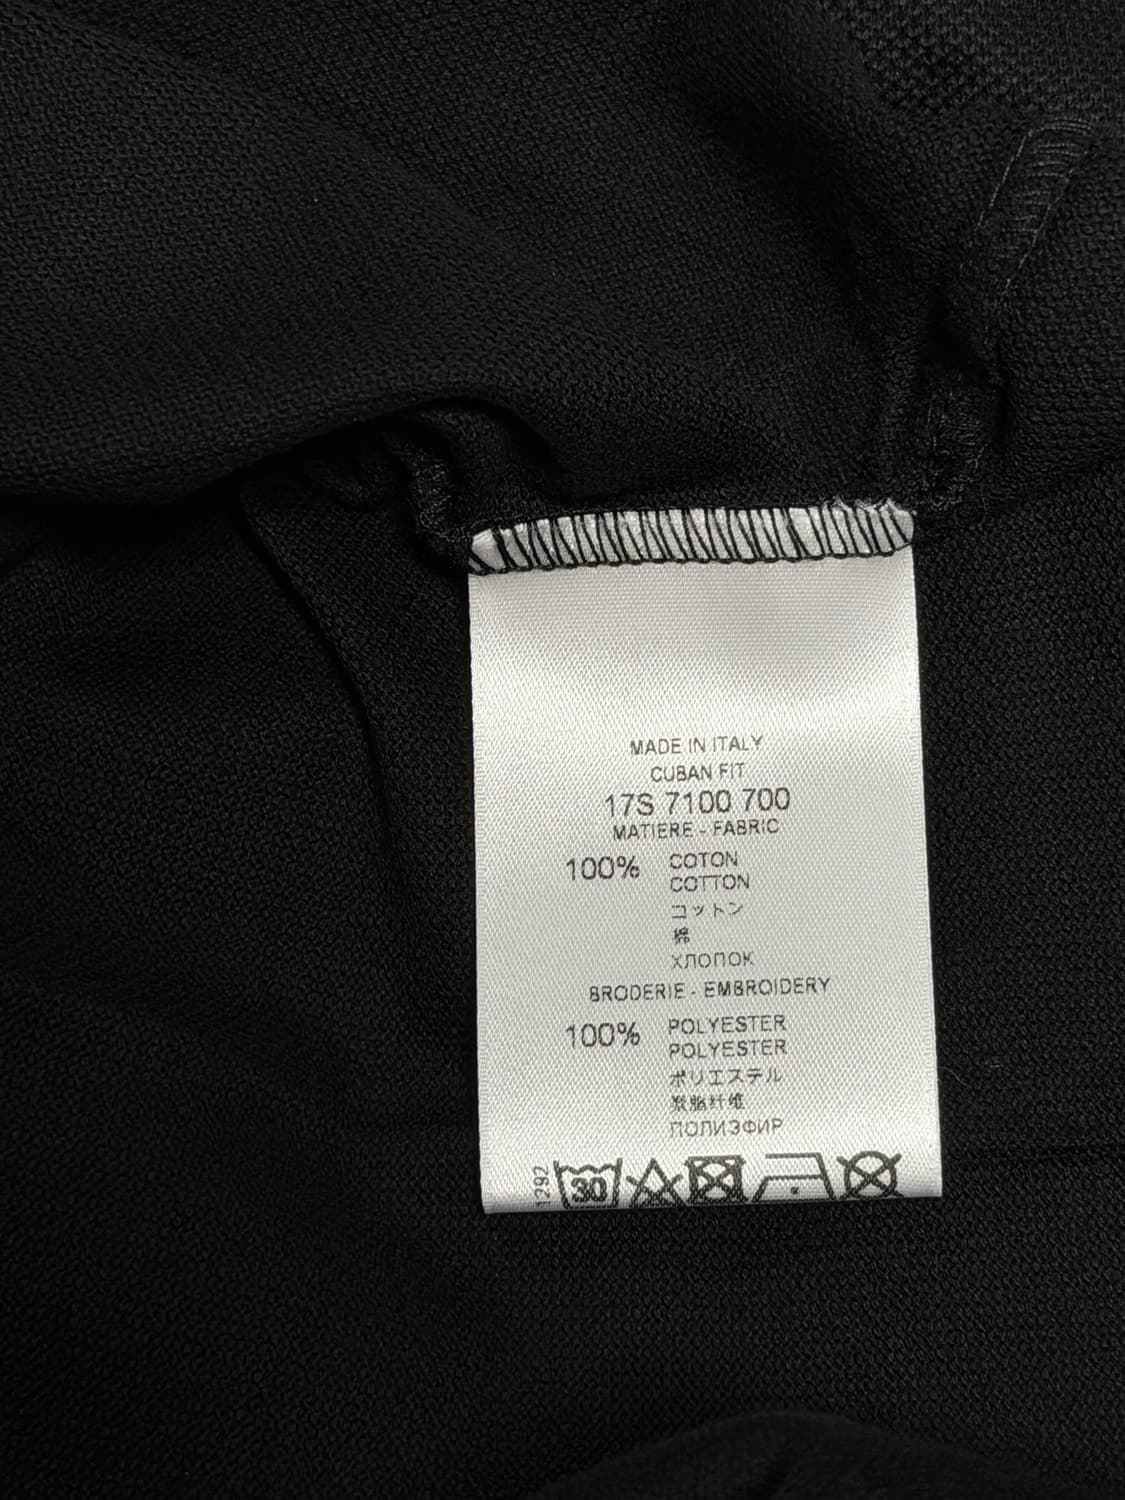 MADE IN ITALY
CUBAN FIT
17S 7100 700
MATIERE - FABRIC
100% COTON
COTTON
コットン
棉
ХЛОПОК
BRODERIE - EMBROIDERY
100% POLYESTER
POLYESTER
ポリエステル
聚脂纤维
ПОЛИЭФИР
1292
30